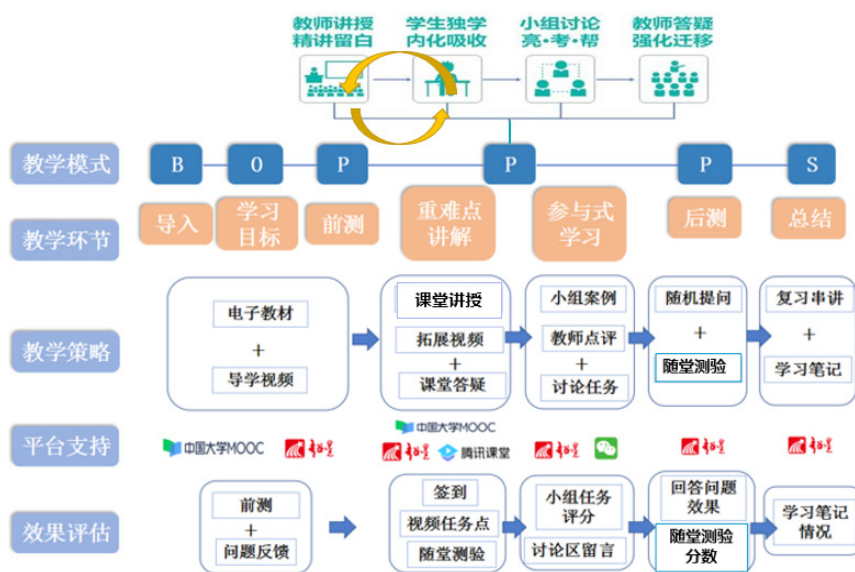 教师讲授
精讲留白
学生独学
内化吸收
小组讨论
亮·考·帮
教师答疑
强化迁移
教学模式
B
O
P
P
P
S
教学环节
导入
学习
目标
前测
重难点
讲解
参与式
学习
后测
总结
教学策略
电子教材
+
导学视频
课堂讲授
拓展视频
+
课堂答疑
小组案例
教师点评
+
讨论任务
随机提问
+
随堂测验
复习串讲
+
学习笔记
平台支持
中国大学MOOC
中国大学MOOC
腾讯课堂
效果评估
前测
+
问题反馈
签到
视频任务点
随堂测验
小组任务
评分
讨论区留言
回答问题
效果
随堂测验
分数
学习笔记
情况